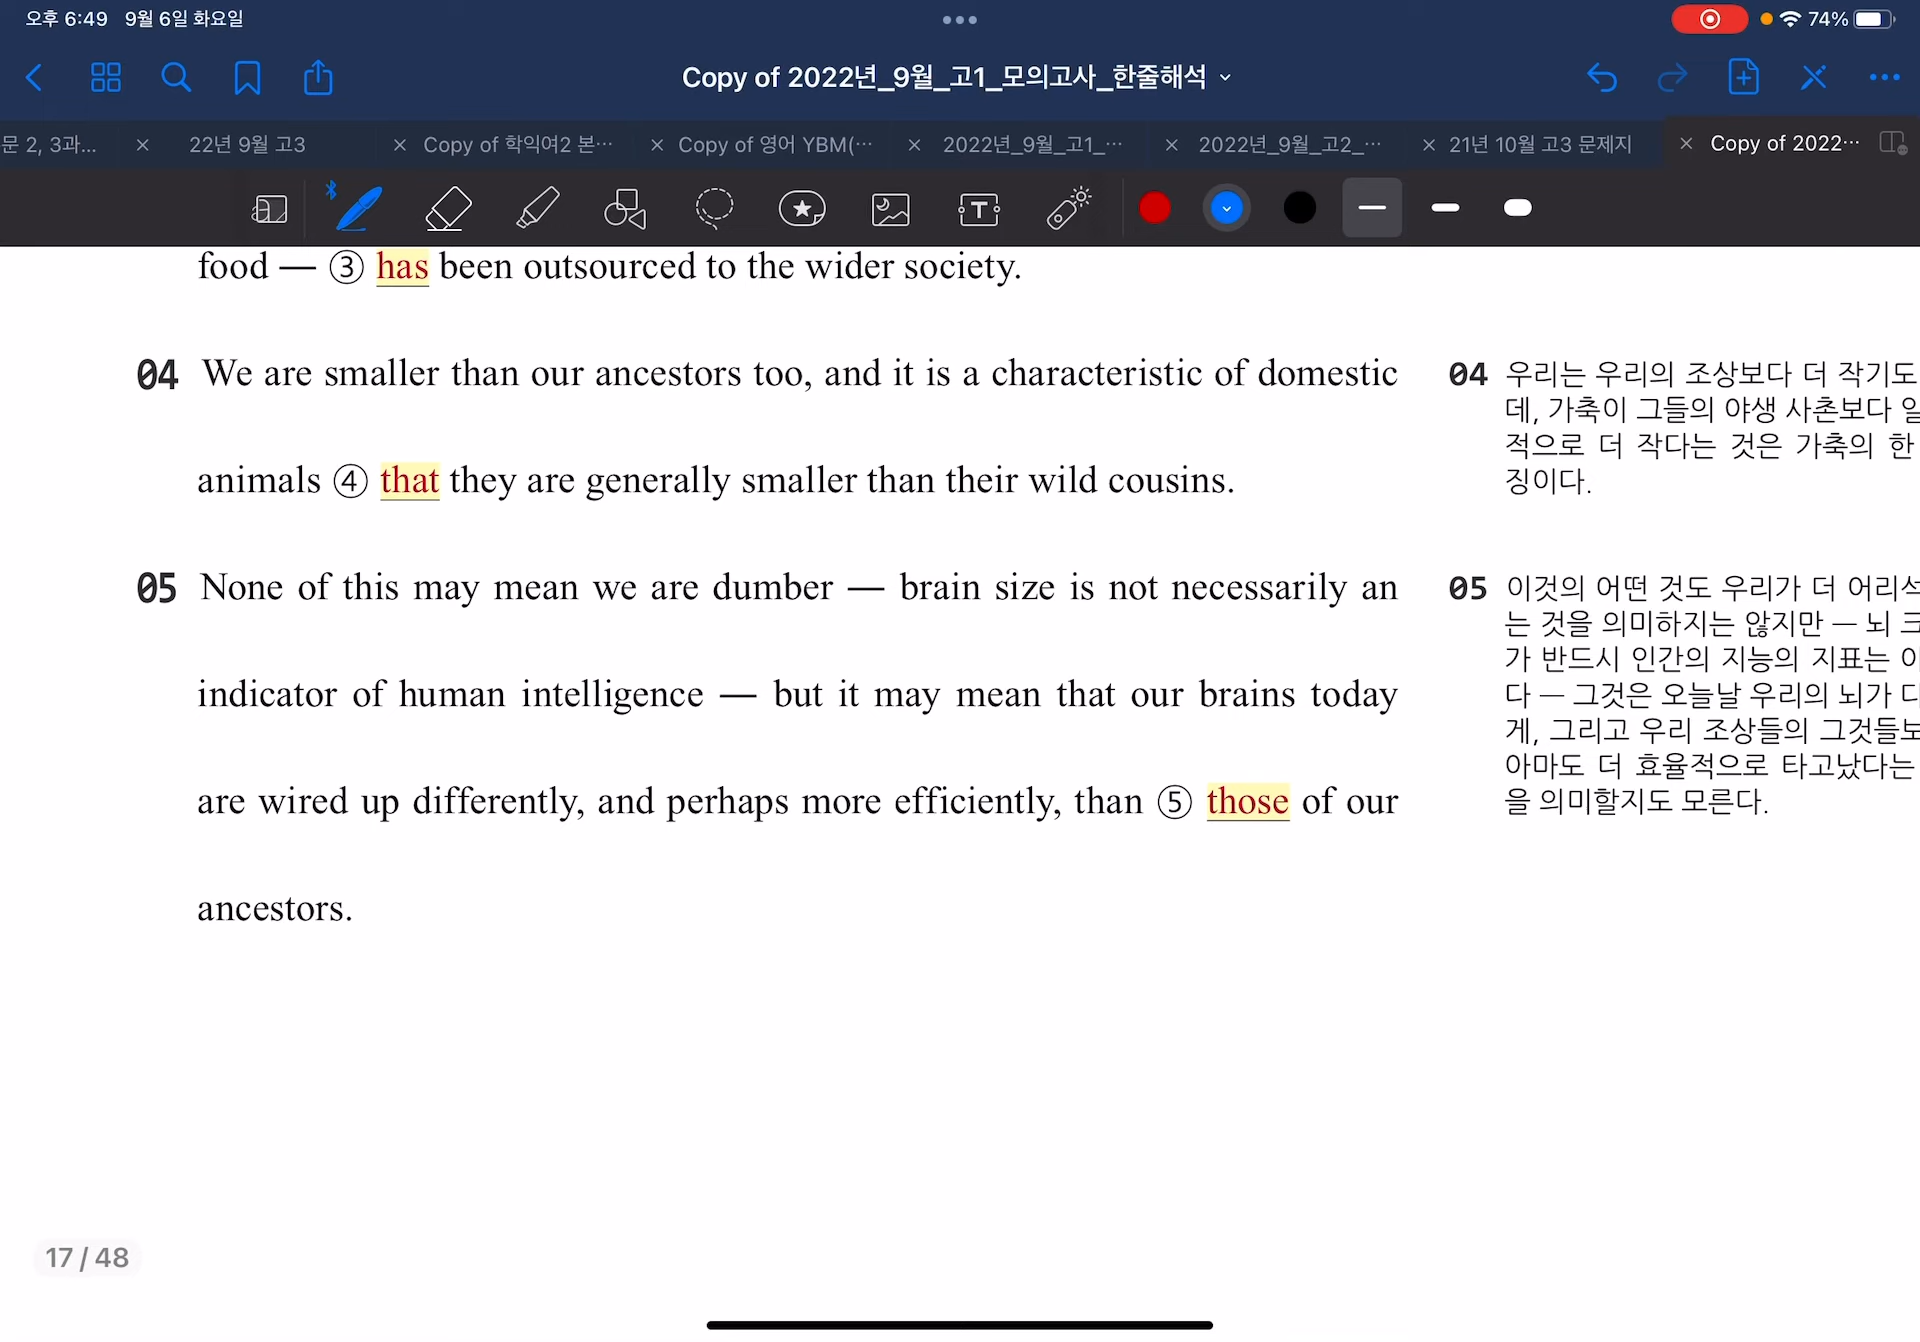 오후 6:49 9월 6일 화요일
74%
Copy of 2022년_9월_고1_모의고사_한줄해석
문 2, 3과...
22년 9월 고3
Copy of 학익여2 본…
Copy of 영어 YBM(…
2022년_9월_고1_…
2022년_9월_고2_…
21년 10월 고3 문제지
Copy of 2022…
food — ③ has been outsourced to the wider society.
04 We are smaller than our ancestors too, and it is a characteristic of domestic
animals ④ that they are generally smaller than their wild cousins.
05 None of this may mean we are dumber — brain size is not necessarily an
indicator of human intelligence — but it may mean that our brains today
are wired up differently, and perhaps more efficiently, than ⑤ those of our
ancestors.
04 우리는 우리의 조상보다 더 작기도
데, 가축이 그들의 야생 사촌보다
적으로 더 작다는 것은 가축의 한
징이다.
05 이것의 어떤 것도 우리가 더
는 것을 의미하지는 않지만 — 뇌
가 반드시 인간의 지능의 지표는
다 — 그것은 오늘날 우리의 뇌가
게, 그리고 우리 조상들의
아마도 더 효율적으로 타고났다는
을 의미할지도 모른다.
17 / 48